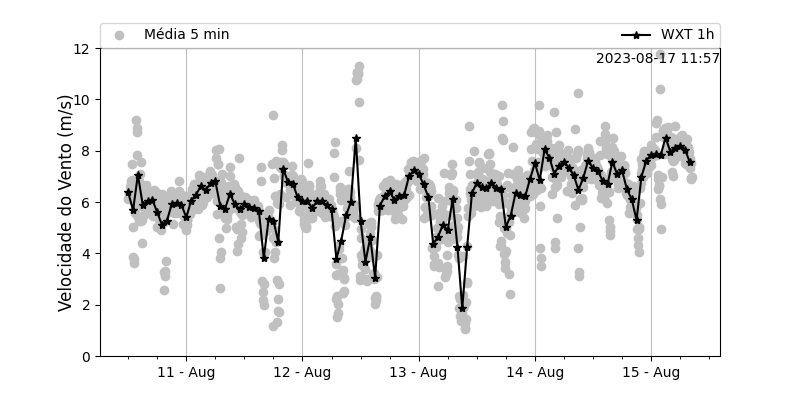 Média 5 min
WXT 1h
2023-08-17 11:57
Velocidade do Vento (m/s)
12
10
8
6
4
2
0
11 - Aug
12 - Aug
13 - Aug
14 - Aug
15 - Aug